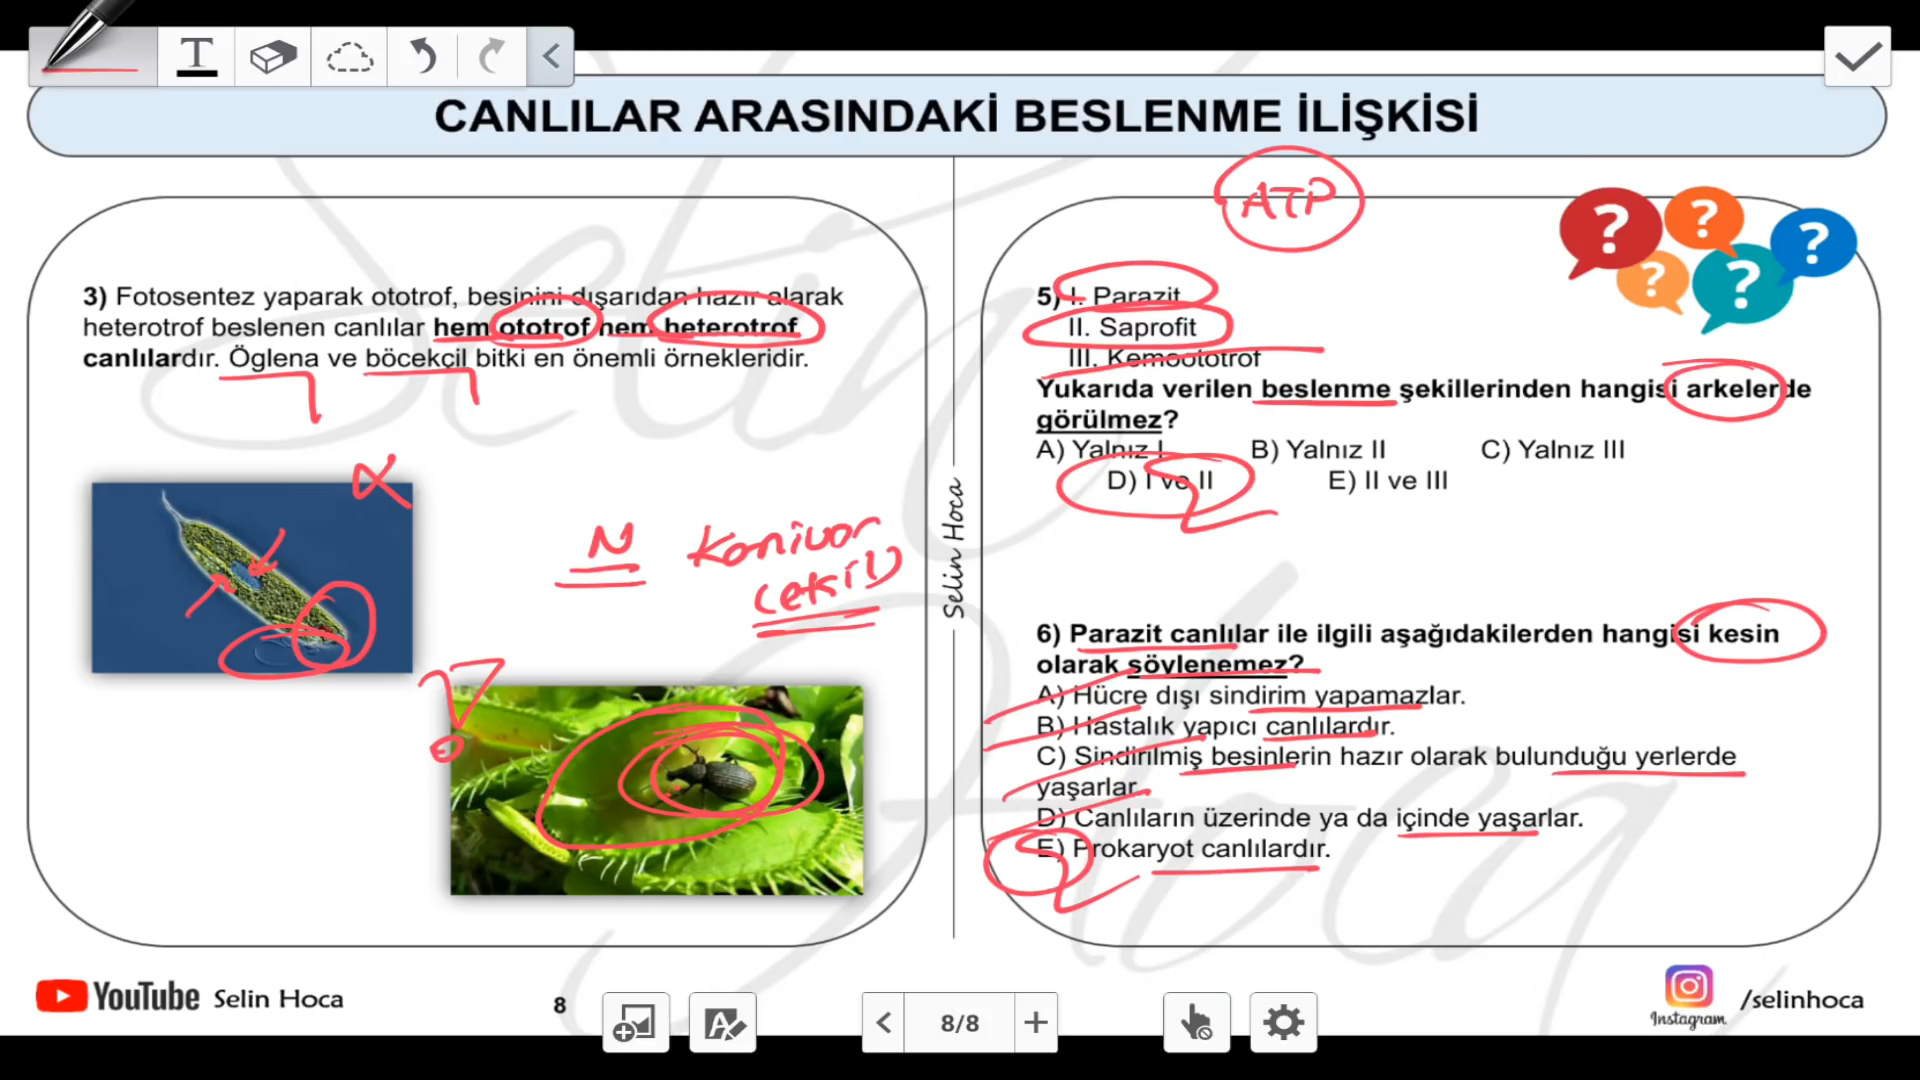 T
CANLILAR ARASINDAKİ BESLENME İLİŞKİSİ
3) Fotosentez yaparak ototrof, besinini dışarıdan hazır alarak
heterotrof beslenen canlılar hem ototrof hem heterotrof
canlılardır. Öglena ve böcekçil bitki en önemli örnekleridir.
N
Karnivor
(etkil)
Selin Hoca
ATP
5) I. Parazit
II. Saprofit
III. Kemoototrof
Yukarıda verilen beslenme şekillerinden hangisi arkelerde
görülmez?
A) Yalnız I
B) Yalnız II
C) Yalnız III
D) I ve II
E) II ve III
6) Parazit canlılar ile ilgili aşağıdakilerden hangisi kesin
olarak söylenemez?
A) Hücre dışı sindirim yapamazlar.
B) Hastalık yapıcı canlılardır.
C) Sindirilmiş besinlerin hazır olarak bulunduğu yerlerde
yaşarlar.
D) Canlıların üzerinde ya da içinde yaşarlar.
E) Prokaryot canlılardır.
YouTube Selin Hoca
8
8/8
Instagram
/selinhoca